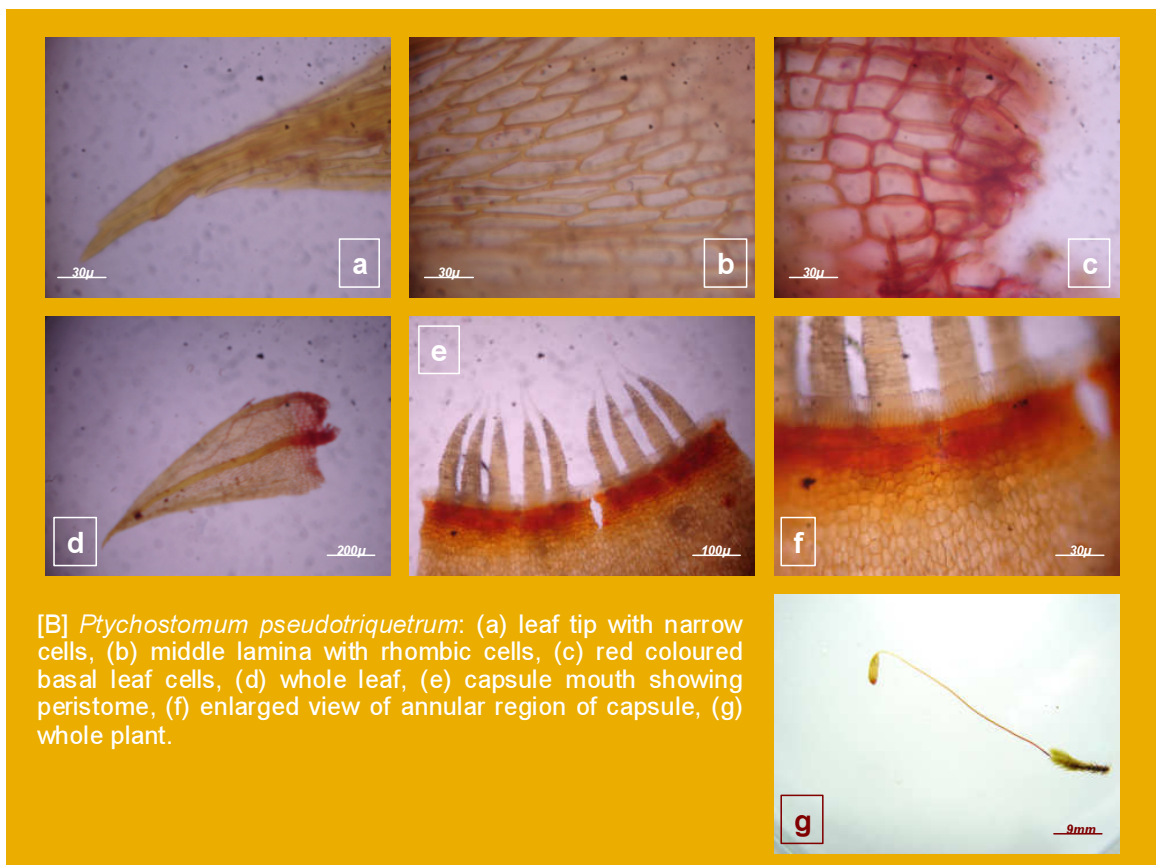 30µ
a
30µ
b
30µ
c
d
200µ
e
100µ
f
30µ
[B] Ptychostomum pseudotriquetrum: (a) leaf tip with narrow
cells, (b) middle lamina with rhombic cells, (c) red coloured
basal leaf cells, (d) whole leaf, (e) capsule mouth showing
peristome, (f) enlarged view of annular region of capsule, (g)
whole plant.
g
9mm